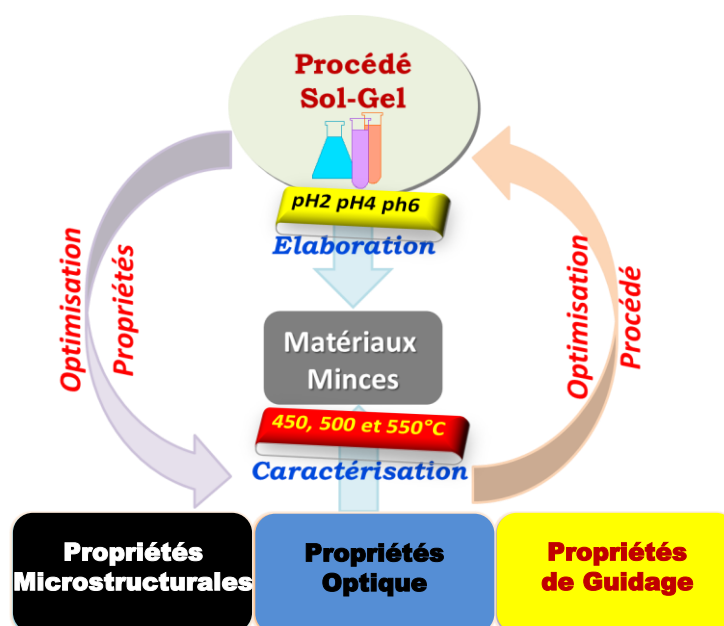 Procédé
Sol-Gel
pH2 pH4 ph6
Elaboration
Optimisation
Propriétés
Optimisation
Procédé
Matériaux
Minces
450, 500 et 550°C
Caractérisation
Propriétés
Microstructurales
Propriétés
Optique
Propriétés
de Guidage